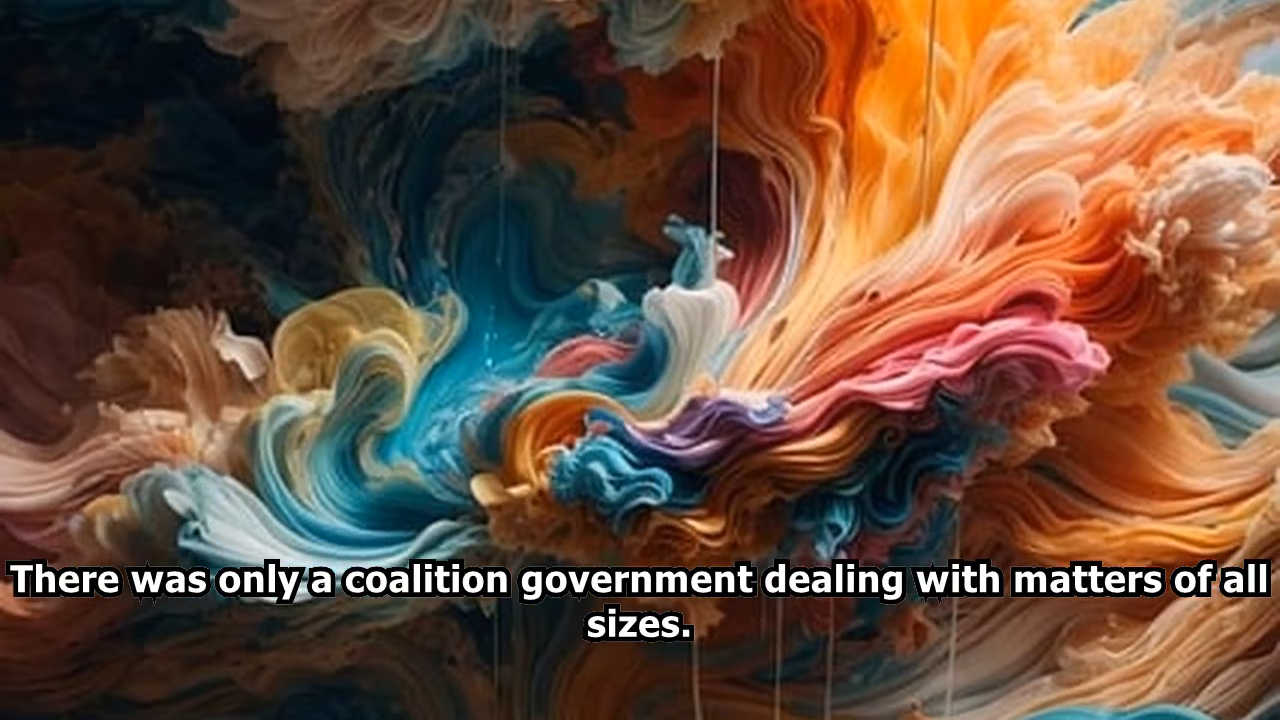 There was only a coalition government dealing with matters of all
sizes.